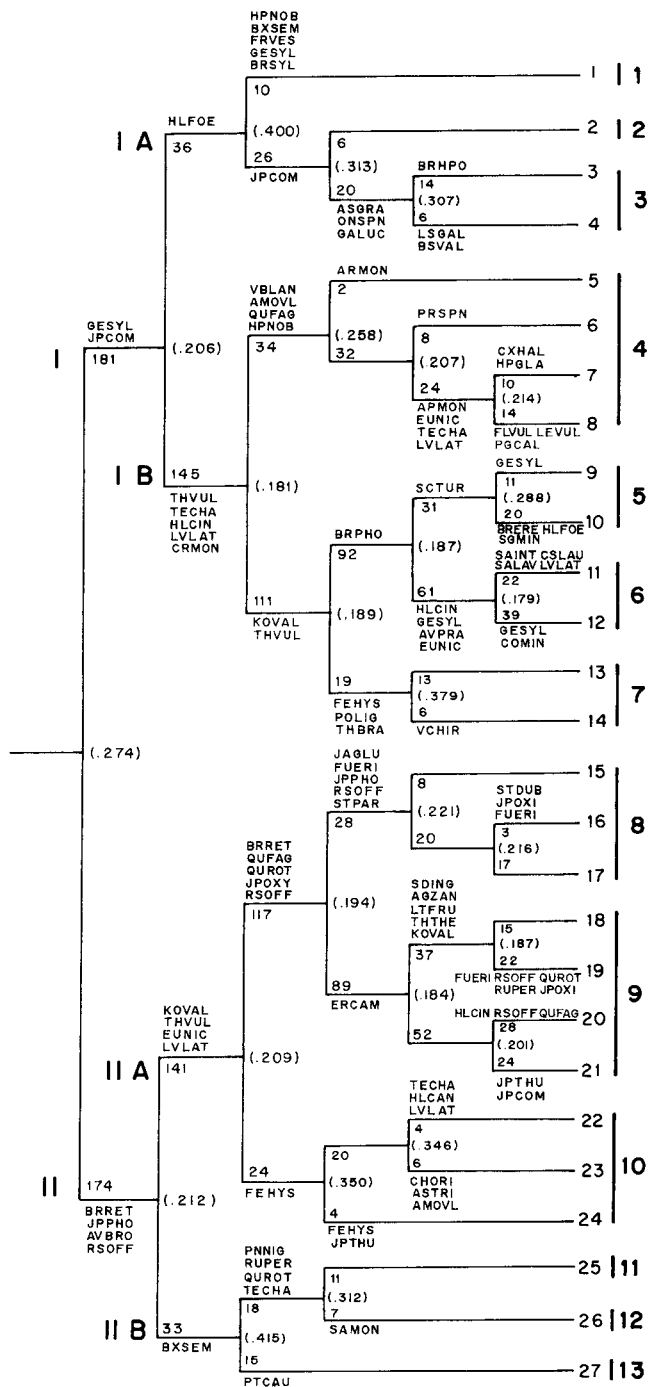 HPNOB
BXSEM
FRVES
GESYL
BRSYL
10
1
1
HLFOE
I A
36
(.400)
6
2
2
26
JPCOM
(.313)
BRHPO
3
20
14
(.307)
3
ASGRA
ONSPN
GALUC
6
4
LSGAL
BSVAL
VBLAN
AMOVL
QUFAG
HPNOB
ARMON
2
5
34
(.258)
PRSPN
6
8
4
GESYL
JPCOM
I
181
(.206)
32
(.207)
CXHAL
HPGLA
7
10
24
(.214)
APMON
EUNIC
TECHA
LVLAT
14
8
FLVUL LEVUL
PGCAL
I B
145
THVUL
TECHA
HLCIN
LVLAT
CRMON
(.181)
GESYL
9
SCTUR
11
31
(.288)
5
20
10
BRERE HLFOE
SGMIN
BRPHO
92
(.187)
SAINT CSLAU
SALAV LVLAT
11
22
61
(.179)
6
111
KOVAL
THVUL
(.189)
HLCIN
GESYL
AVPRA
EUNIC
39
12
GESYL
COMIN
13
13
19
(.379)
7
FEHYS
POLIG
THBRA
6
14
VCHIR
(.274)
JAGLU
FUERI
JPPHO
RSOFF
STPAR
15
8
28
(.221)
STDUB
JPOXI
FUERI
16
8
3
20
(.216)
17
17
BRRET
QUFAG
QUROT
JPOXY
RSOFF
117
(.194)
SDING
AGZAN
LTFRU
THTHE
KOVAL
18
15
37
(.187)
22
19
FUERI RSOFF QUROT
RUPER JPOXI
9
89
ERCAM
(.184)
HLCIN RSOFF QUFAG
20
28
52
(.201)
24
21
JPTHU
JPCOM
KOVAL
THVUL
EUNIC
LVLAT
II A
141
(.209)
TECHA
HLCAN
LVLAT
22
4
20
(.346)
6
23
10
CHORI
ASTRI
AMOVL
24
FEHYS
(.350)
4
24
FEHYS
JPTHU
II
174
BRRET
JPPHO
AVBRO
RSOFF
(.212)
PNNIG
RUPER
QUROT
TECHA
25
11
11
18
(.312)
7
26
12
SAMON
II B
33
BXSEM
(.415)
15
27
13
PTCAU